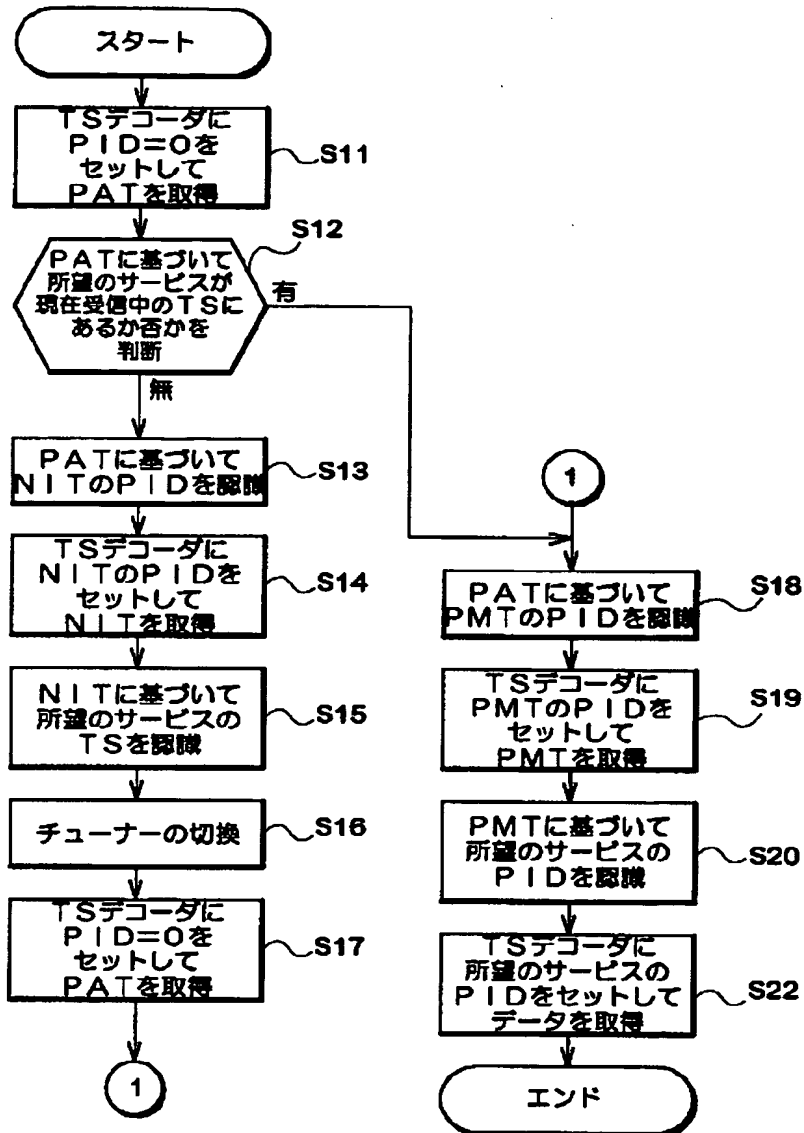 スタート
TSデコーダに
PID=0を
セットして
PATを取得
S11
S12
PATに基づいて
所望のサービスが
現在受信中のTSに
あるか否かを
判断
有
無
PATに基づいて
NITのPIDを認識
S13
TSデコーダに
NITのPIDを
セットして
NITを取得
S14
NITに基づいて
所望のサービスの
TSを認識
S15
チューナーの切換
S16
TSデコーダに
PID=0を
セットして
PATを取得
S17
1
1
PATに基づいて
PMTのPIDを認識
S18
TSデコーダに
PMTのPIDを
セットして
PMTを取得
S19
PMTに基づいて
所望のサービスの
PIDを認識
S20
TSデコーダに
所望のサービスの
PIDをセットして
データを取得
S22
エンド